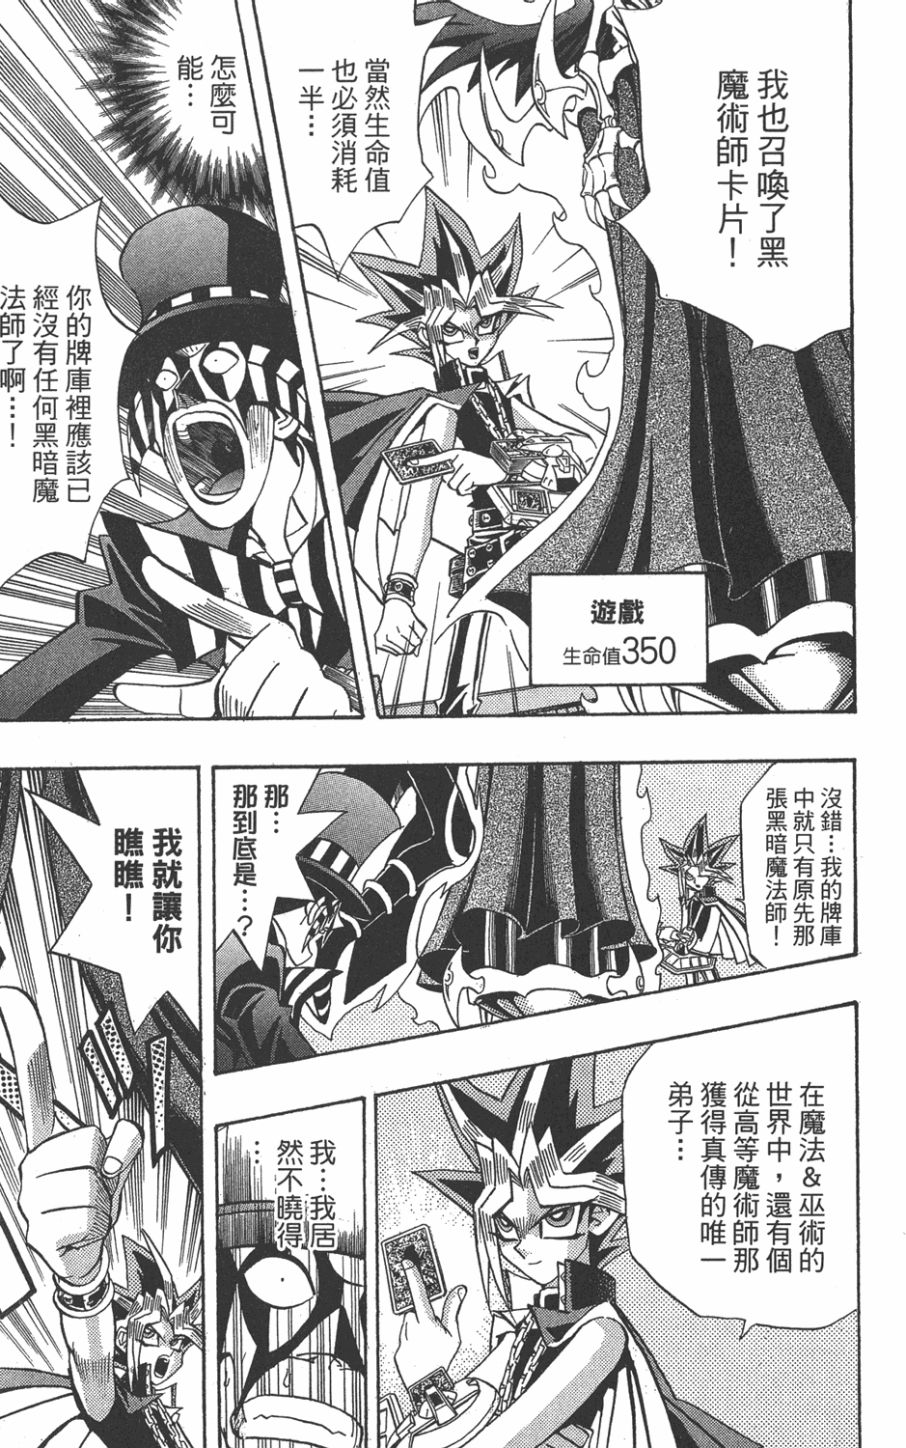 我也召喚了黑
魔術師卡片！
當然生命值
也必須消耗
一半…
遊戲
生命值350
怎麼可
能…
你的牌庫裡應該已
經沒有任何黑暗魔
法師了啊…！
沒錯…我的牌庫
中就只有原先那
張黑暗魔法師！
那…
那到底是…？
在魔法&巫術的
世界中，還有個
從高等魔術師那
獲得真傳的唯一
弟子…
我…我居
然不曉得
…
我就讓你
瞧瞧！